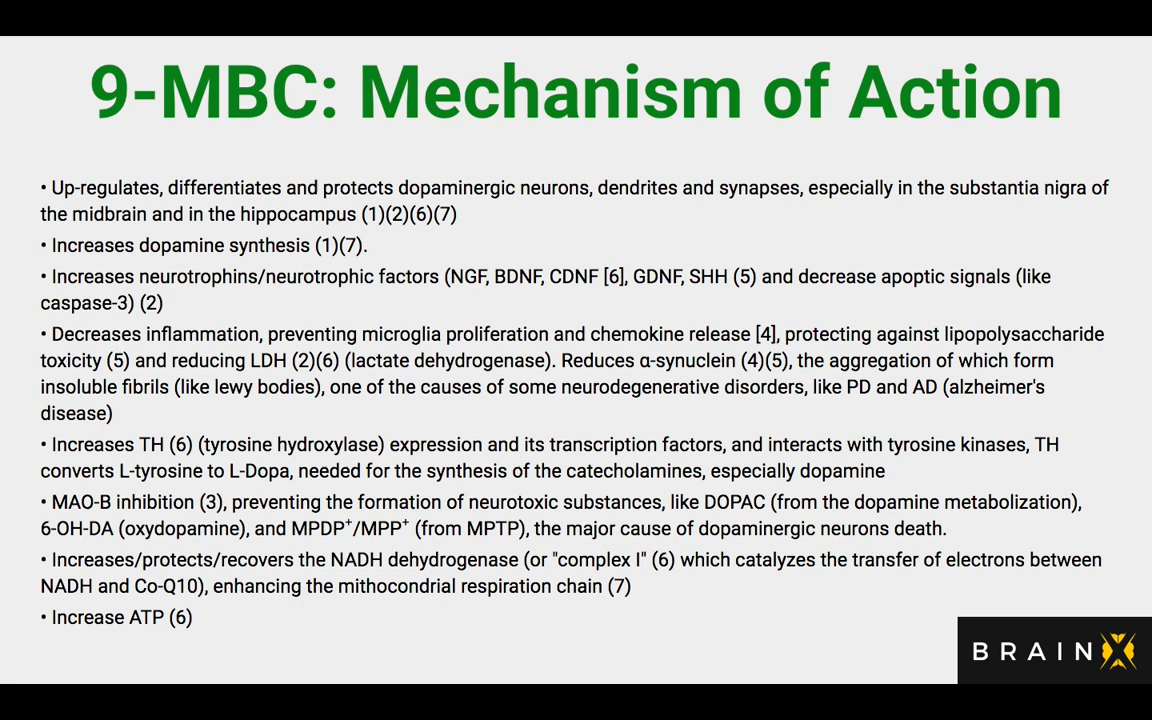 9-MBC: Mechanism of Action
• Up-regulates, differentiates and protects dopaminergic neurons, dendrites and synapses, especially in the substantia nigra of
the midbrain and in the hippocampus (1)(2)(6)(7)
• Increases dopamine synthesis (1)(7).
• Increases neurotrophins/neurotrophic factors (NGF, BDNF, CDNF [6], GDNF, SHH (5) and decrease apoptic signals (like
caspase-3) (2)
• Decreases inflammation, preventing microglia proliferation and chemokine release [4], protecting against lipopolysaccharide
toxicity (5) and reducing LDH (2)(6) (lactate dehydrogenase). Reduces α-synuclein (4)(5), the aggregation of which form
insoluble fibrils (like lewy bodies), one of the causes of some neurodegenerative disorders, like PD and AD (alzheimer's
disease)
• Increases TH (6) (tyrosine hydroxylase) expression and its transcription factors, and interacts with tyrosine kinases, TH
converts L-tyrosine to L-Dopa, needed for the synthesis of the catecholamines, especially dopamine
• MAO-B inhibition (3), preventing the formation of neurotoxic substances, like DOPAC (from the dopamine metabolization),
6-OH-DA (oxydopamine), and MPDP⁺/MPP⁺ (from MPTP), the major cause of dopaminergic neurons death.
• Increases/protects/recovers the NADH dehydrogenase (or "complex I" (6) which catalyzes the transfer of electrons between
NADH and Co-Q10), enhancing the mithocondrial respiration chain (7)
• Increase ATP (6)
BRAINX